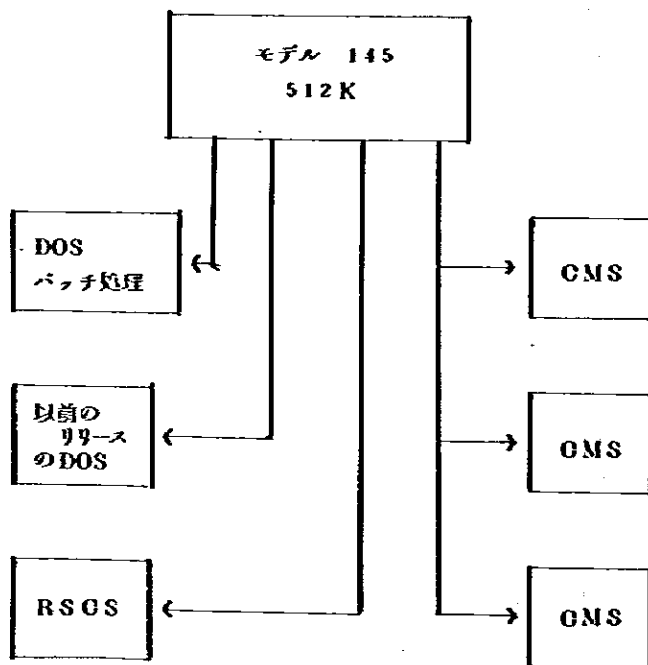 モデル 145
512K
DOS
バッチ処理
CMS
以前の
リリース
のDOS
CMS
RSCS
CMS